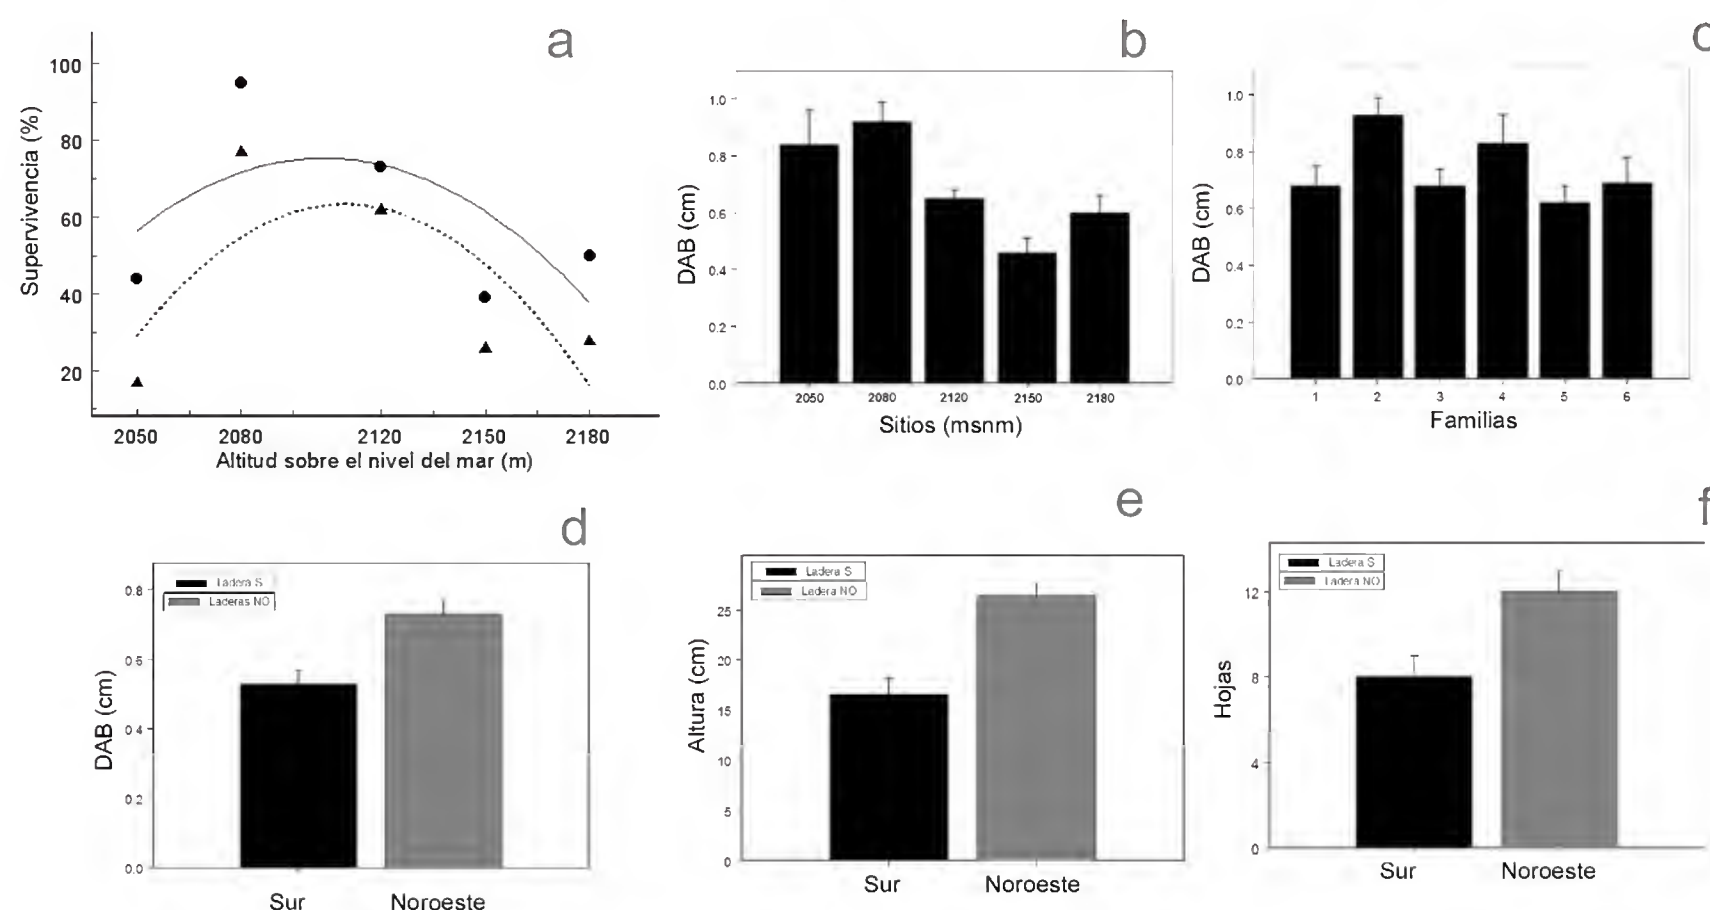 a
100
80
60
40
20
Supervivencia (%)
2050 2080 2120 2150 2180
Altitud sobre el nivel del mar (m)
b
1.0
0.8
0.6
0.4
0.2
0.0
DAB (cm)
2050 2080 2120 2150 2180
Sitios (msnm)
c
1.0
0.8
0.6
0.4
0.2
0.0
DAB (cm)
1 2 3 4 5 6
Familias
d
Ladera S
Laderas NO
0.8
0.6
0.4
0.2
0.0
DAB (cm)
Sur Noroeste
e
Ladera S
Ladera NO
25
20
15
10
5
0
Altura (cm)
Sur Noroeste
f
Ladera S
Ladera NO
12
8
4
0
Hojas
Sur Noroeste